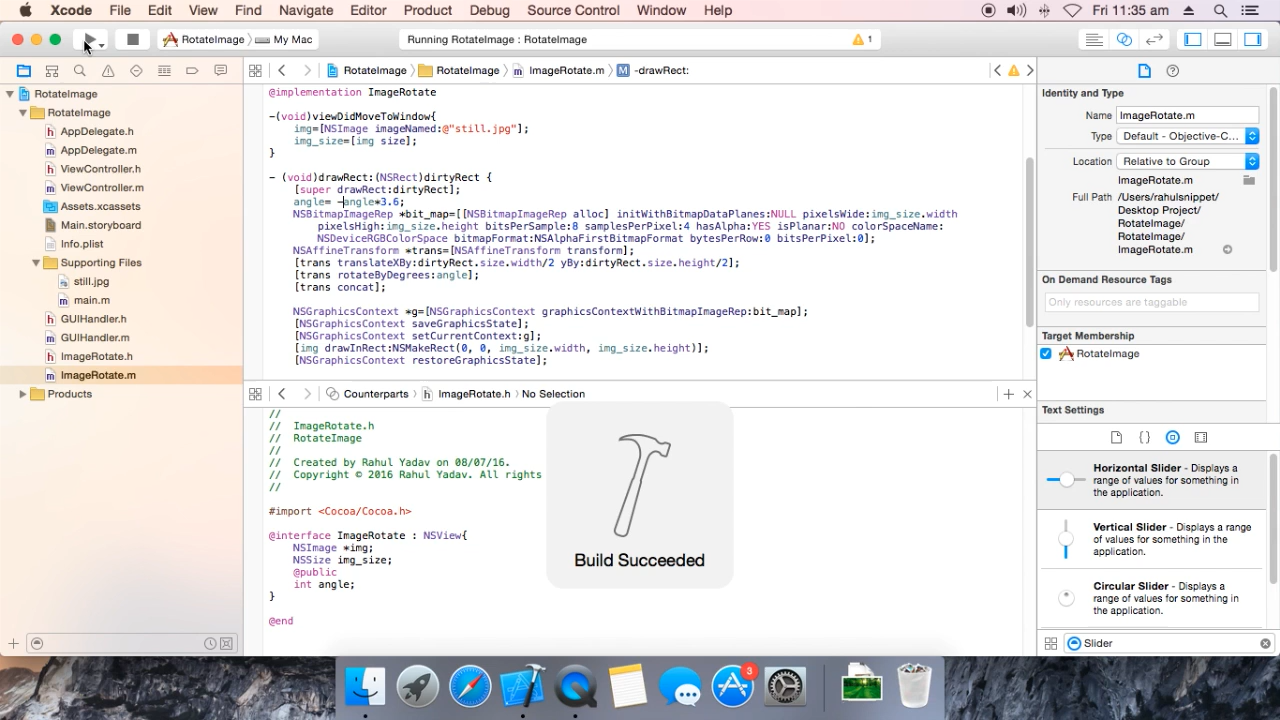 Xcode File Edit View Find Navigate Editor Product Debug Source Control Window Help Fri 11:35 am
RotateImage My Mac Running RotateImage : RotateImage 1
RotateImage RotateImage ImageRotate.m -drawRect:
RotateImage
RotateImage
AppDelegate.h
AppDelegate.m
ViewController.h
ViewController.m
Assets.xcassets
Main.storyboard
Info.plist
Supporting Files
still.jpg
main.m
GUIHandler.h
GUIHandler.m
ImageRotate.h
ImageRotate.m
Products
@implementation ImageRotate
-(void)viewDidMoveToWindow{
img=[NSImage imageNamed:@"still.jpg"];
img_size=[img size];
}
- (void)drawRect:(NSRect)dirtyRect {
[super drawRect:dirtyRect];
angle= -angle*3.6;
NSBitmapImageRep *bit_map=[[NSBitmapImageRep alloc] initWithBitmapDataPlanes:NULL pixelsWide:img_size.width
pixelsHigh:img_size.height bitsPerSample:8 samplesPerPixel:4 hasAlpha:YES isPlanar:NO colorSpaceName:
NSDeviceRGBColorSpace bitmapFormat:NSAlphaFirstBitmapFormat bytesPerRow:0 bitsPerPixel:0];
NSAffineTransform *trans=[NSAffineTransform transform];
[trans translateXBy:dirtyRect.size.width/2 yBy:dirtyRect.size.height/2];
[trans rotateByDegrees:angle];
[trans concat];
NSGraphicsContext *g=[NSGraphicsContext graphicsContextWithBitmapImageRep:bit_map];
[NSGraphicsContext saveGraphicsState];
[NSGraphicsContext setCurrentContext:g];
[img drawInRect:NSMakeRect(0, 0, img_size.width, img_size.height)];
[NSGraphicsContext restoreGraphicsState];
Counterparts ImageRotate.h No Selection
//
// ImageRotate.h
// RotateImage
//
// Created by Rahul Yadav on 08/07/16.
// Copyright © 2016 Rahul Yadav. All rights
//
#import <Cocoa/Cocoa.h>
@interface ImageRotate : NSView{
NSImage *img;
NSSize img_size;
@public
int angle;
}
@end
Build Succeeded
Identity and Type
Name ImageRotate.m
Type Default - Objective-C...
Location Relative to Group
ImageRotate.m
Full Path /Users/rahulsnippet/
Desktop Project/
RotateImage/
RotateImage/
ImageRotate.m
On Demand Resource Tags
Only resources are taggable
Target Membership
RotateImage
Text Settings
Horizontal Slider - Displays a
range of values for something in
the application.
Vertical Slider - Displays a range
of values for something in the
application.
Circular Slider - Displays a
range of values for something in
the application.
Slider
3